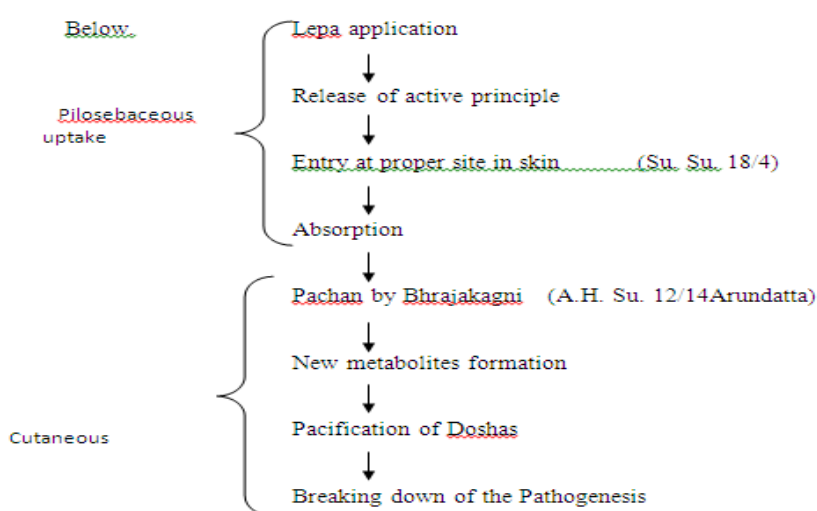 Below.
Lepa application
Release of active principle
Pilosebaceous
uptake
Entry at proper site in skin (Su. Su. 18/4)
Absorption
Pachan by Bhrajakagni (A.H. Su. 12/14Arundatta)
New metabolites formation
Cutaneous
Pacification of Doshas
Breaking down of the Pathogenesis